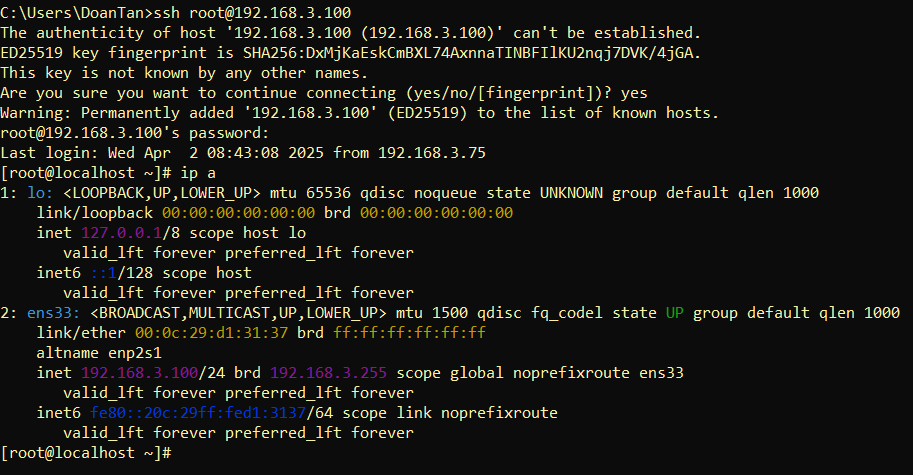 C:\Users\DoanTan>ssh root@192.168.3.100
The authenticity of host '192.168.3.100 (192.168.3.100)' can't be established.
ED25519 key fingerprint is SHA256:DxMjKaEskCmBXL74AxnnaTINBFIlKU2nqj7DVK/4jGA.
This key is not known by any other names.
Are you sure you want to continue connecting (yes/no/[fingerprint])? yes
Warning: Permanently added '192.168.3.100' (ED25519) to the list of known hosts.
root@192.168.3.100's password:
Last login: Wed Apr  2 08:43:08 2025 from 192.168.3.75
[root@localhost ~]# ip a
1: lo: <LOOPBACK,UP,LOWER_UP> mtu 65536 qdisc noqueue state UNKNOWN group default qlen 1000
    link/loopback 00:00:00:00:00:00 brd 00:00:00:00:00:00
    inet 127.0.0.1/8 scope host lo
       valid_lft forever preferred_lft forever
    inet6 ::1/128 scope host
       valid_lft forever preferred_lft forever
2: ens33: <BROADCAST,MULTICAST,UP,LOWER_UP> mtu 1500 qdisc fq_codel state UP group default qlen 1000
    link/ether 00:0c:29:d1:31:37 brd ff:ff:ff:ff:ff:ff
    altname enp2s1
    inet 192.168.3.100/24 brd 192.168.3.255 scope global noprefixroute ens33
       valid_lft forever preferred_lft forever
    inet6 fe80::20c:29ff:fed1:3137/64 scope link noprefixroute
       valid_lft forever preferred_lft forever
[root@localhost ~]#